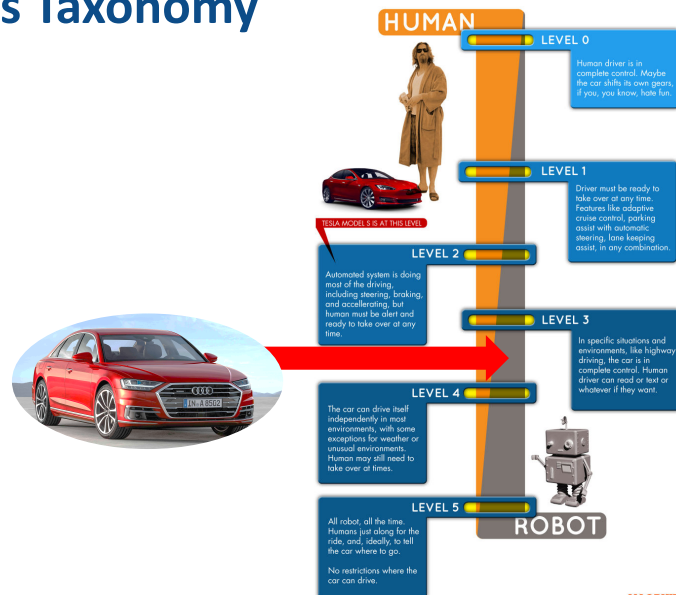 s Taxonomy
HUMAN
LEVEL 0
Human driver is in
complete control. Maybe
the car shifts its own gears,
if you, you know, hate fun.
LEVEL 1
Driver must be ready to
take over at any time.
Features like adaptive
cruise control, parking
assist with automatic
steering, lane keeping
assist, in any combination.
TESLA MODEL S IS AT THIS LEVEL
LEVEL 2
Automated system is doing
most of the driving,
including steering, braking,
and accellerating, but
human must be alert and
ready to take over at any
time.
LEVEL 3
In specific situations and
environments, like highway
driving, the car is in
complete control. Human
driver can read or text or
whatever if they want.
IN·A 8502
LEVEL 4
The car can drive itself
independently in most
environments, with some
exceptions for weather or
unusual environments.
Human may still need to
take over at times.
LEVEL 5
All robot, all the time.
Humans just along for the
ride, and, ideally, to tell
the car where to go.
No restrictions where the
car can drive.
ROBOT